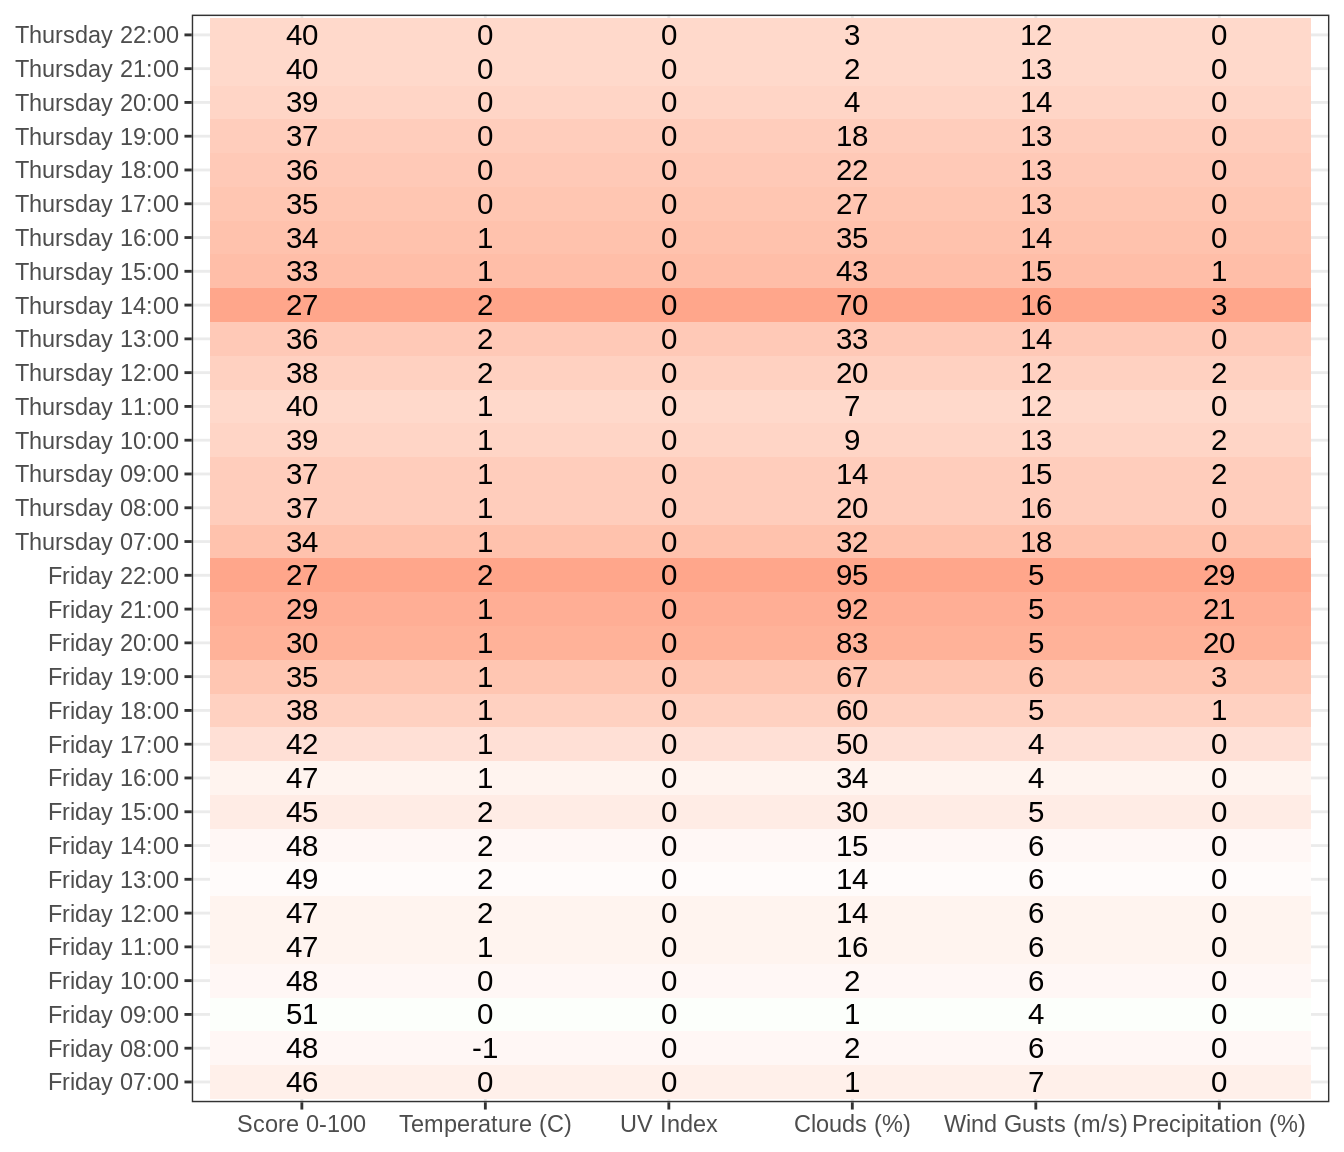 Thursday 22:00 40 0 0 3 12 0
Thursday 21:00 40 0 0 2 13 0
Thursday 20:00 39 0 0 4 14 0
Thursday 19:00 37 0 0 18 13 0
Thursday 18:00 36 0 0 22 13 0
Thursday 17:00 35 0 0 27 13 0
Thursday 16:00 34 1 0 35 14 0
Thursday 15:00 33 1 0 43 15 1
Thursday 14:00 27 2 0 70 16 3
Thursday 13:00 36 2 0 33 14 0
Thursday 12:00 38 2 0 20 12 2
Thursday 11:00 40 1 0 7 12 0
Thursday 10:00 39 1 0 9 13 2
Thursday 09:00 37 1 0 14 15 2
Thursday 08:00 37 1 0 20 16 0
Thursday 07:00 34 1 0 32 18 0
Friday 22:00 27 2 0 95 5 29
Friday 21:00 29 1 0 92 5 21
Friday 20:00 30 1 0 83 5 20
Friday 19:00 35 1 0 67 6 3
Friday 18:00 38 1 0 60 5 1
Friday 17:00 42 1 0 50 4 0
Friday 16:00 47 1 0 34 4 0
Friday 15:00 45 2 0 30 5 0
Friday 14:00 48 2 0 15 6 0
Friday 13:00 49 2 0 14 6 0
Friday 12:00 47 2 0 14 6 0
Friday 11:00 47 1 0 16 6 0
Friday 10:00 48 0 0 2 6 0
Friday 09:00 51 0 0 1 4 0
Friday 08:00 48 -1 0 2 6 0
Friday 07:00 46 0 0 1 7 0
Score 0-100 Temperature (C) UV Index Clouds (%) Wind Gusts (m/s) Precipitation (%)